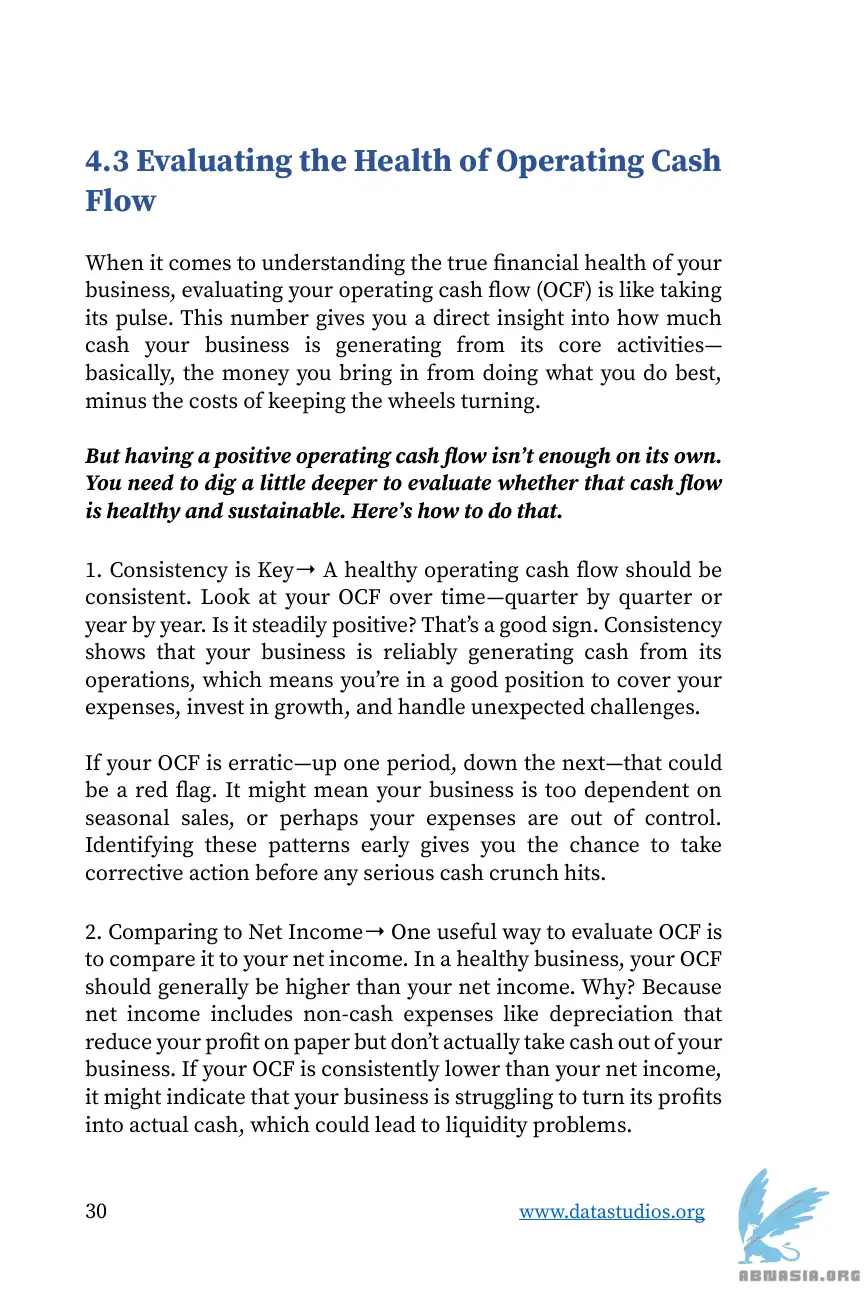 4.3 Evaluating the Health of Operating Cash
Flow
When it comes to understanding the true financial health of your
business, evaluating your operating cash flow (OCF) is like taking
its pulse. This number gives you a direct insight into how much
cash your business is generating from its core activities—
basically, the money you bring in from doing what you do best,
minus the costs of keeping the wheels turning.
But having a positive operating cash flow isn’t enough on its own.
You need to dig a little deeper to evaluate whether that cash flow
is healthy and sustainable. Here’s how to do that.
1. Consistency is Key→ A healthy operating cash flow should be
consistent. Look at your OCF over time—quarter by quarter or
year by year. Is it steadily positive? That’s a good sign. Consistency
shows that your business is reliably generating cash from its
operations, which means you’re in a good position to cover your
expenses, invest in growth, and handle unexpected challenges.
If your OCF is erratic—up one period, down the next—that could
be a red flag. It might mean your business is too dependent on
seasonal sales, or perhaps your expenses are out of control.
Identifying these patterns early gives you the chance to take
corrective action before any serious cash crunch hits.
2. Comparing to Net Income→ One useful way to evaluate OCF is
to compare it to your net income. In a healthy business, your OCF
should generally be higher than your net income. Why? Because
net income includes non-cash expenses like depreciation that
reduce your profit on paper but don’t actually take cash out of your
business. If your OCF is consistently lower than your net income,
it might indicate that your business is struggling to turn its profits
into actual cash, which could lead to liquidity problems.
30 www.datastudios.org
ABNASIA.ORG